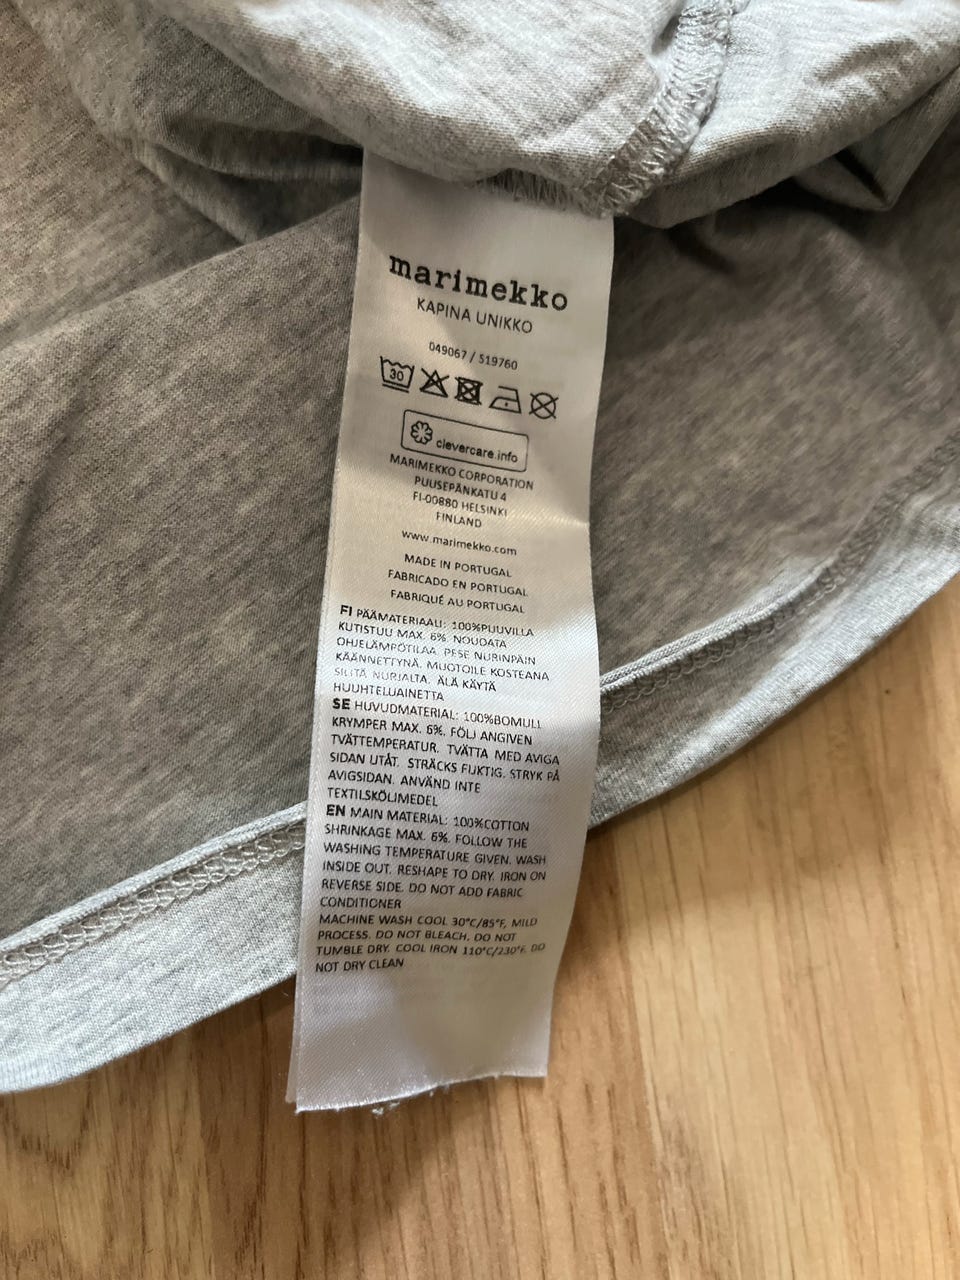 marimekko
KAPINA UNIKKO
049067 / 519760
30
clevercare.info
MARIMEKKO CORPORATION
PUUSEPÄNKATU 4
FI-00880 HELSINKI
FINLAND
www.marimekko.com
MADE IN PORTUGAL
FABRICADO EN PORTUGAL
FABRIQUÉ AU PORTUGAL
FI PÄÄMATERIAALI: 100%PUUVILLA
KUTISTUU MAX. 6%. NOUDATA
OHJELÄMPÖTILAA. PESE NURINPÄIN
KÄÄNNETTYNÄ. MUOTOILE KOSTEANA
SILITÄ NURJALTA. ÄLÄ KÄYTÄ
HUUHTELUAINETTA
SE HUVUDMATERIAL: 100%BOMULL
KRYMPER MAX. 6%. FÖLJ ANGIVEN
TVÄTTEMPERATUR. TVÄTTA MED AVIGA
SIDAN UTÅT. STRÄCKS FUKTIG. STRYK PÅ
AVIGSIDAN. ANVÄND INTE
TEXTILSKÖLJMEDEL
EN MAIN MATERIAL: 100%COTTON
SHRINKAGE MAX. 6%. FOLLOW THE
WASHING TEMPERATURE GIVEN. WASH
INSIDE OUT. RESHAPE TO DRY. IRON ON
REVERSE SIDE. DO NOT ADD FABRIC
CONDITIONER
MACHINE WASH COOL 30°C/85°F, MILD
PROCESS. DO NOT BLEACH. DO NOT
TUMBLE DRY. COOL IRON 110°C/230°F. DO
NOT DRY CLEAN